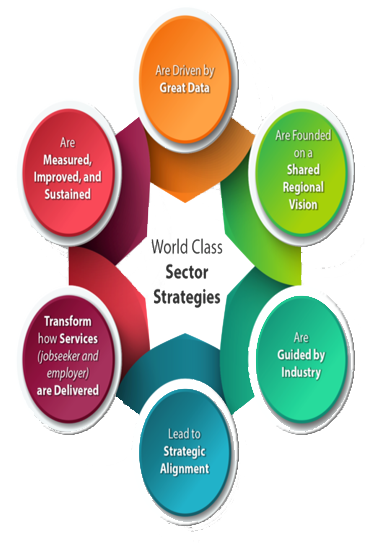 Are Driven by
Great Data
Are Founded
on a
Shared
Regional
Vision
Are
Guided by
Industry
Lead to
Strategic
Alignment
Transform
how Services
(jobseeker and
employer)
are Delivered
Are
Measured,
Improved, and
Sustained
World Class
Sector
Strategies